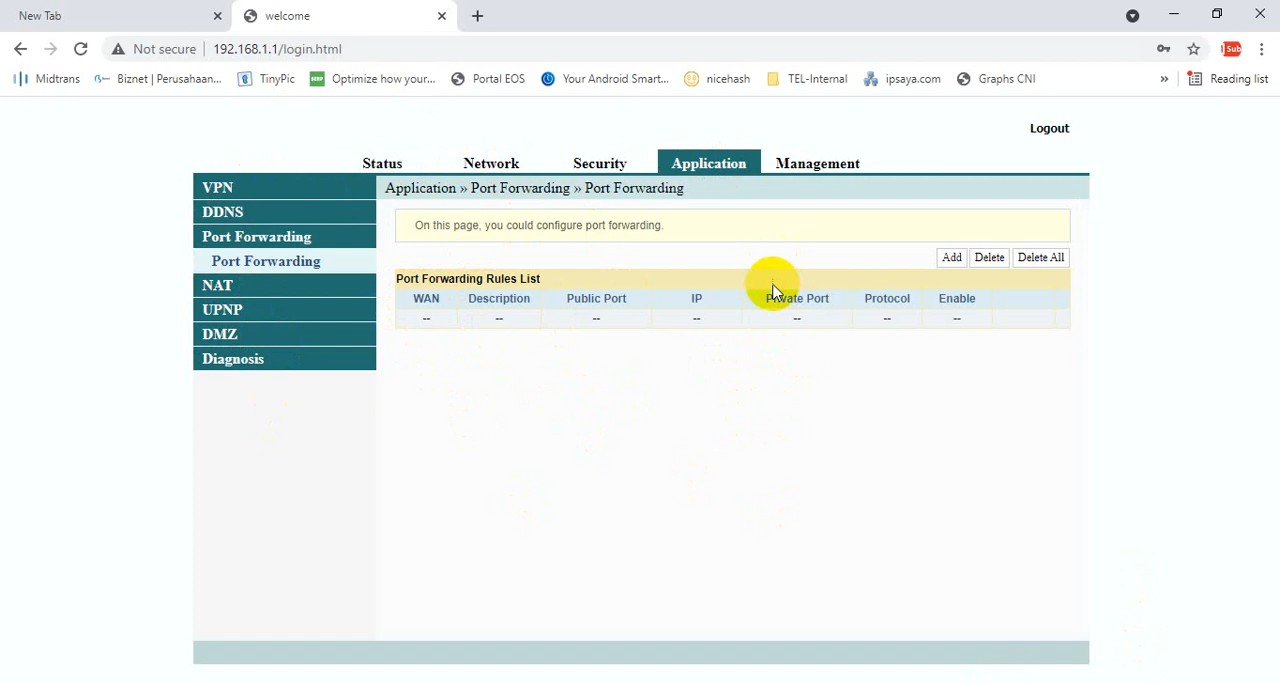 New Tab
welcome
Not secure 192.168.1.1/login.html
Sub
Midtrans Biznet | Perusahaan... TinyPic Optimize how your... Portal EOS Your Android Smart... nicehash TEL-Internal ipsaya.com Graphs CNI » Reading list
Logout
Status Network Security Application Management
VPN
DDNS
Port Forwarding
Port Forwarding
NAT
UPNP
DMZ
Diagnosis
Application » Port Forwarding » Port Forwarding
On this page, you could configure port forwarding.
Add Delete Delete All
Port Forwarding Rules List
WAN Description Public Port IP Private Port Protocol Enable
-- -- -- -- -- -- --